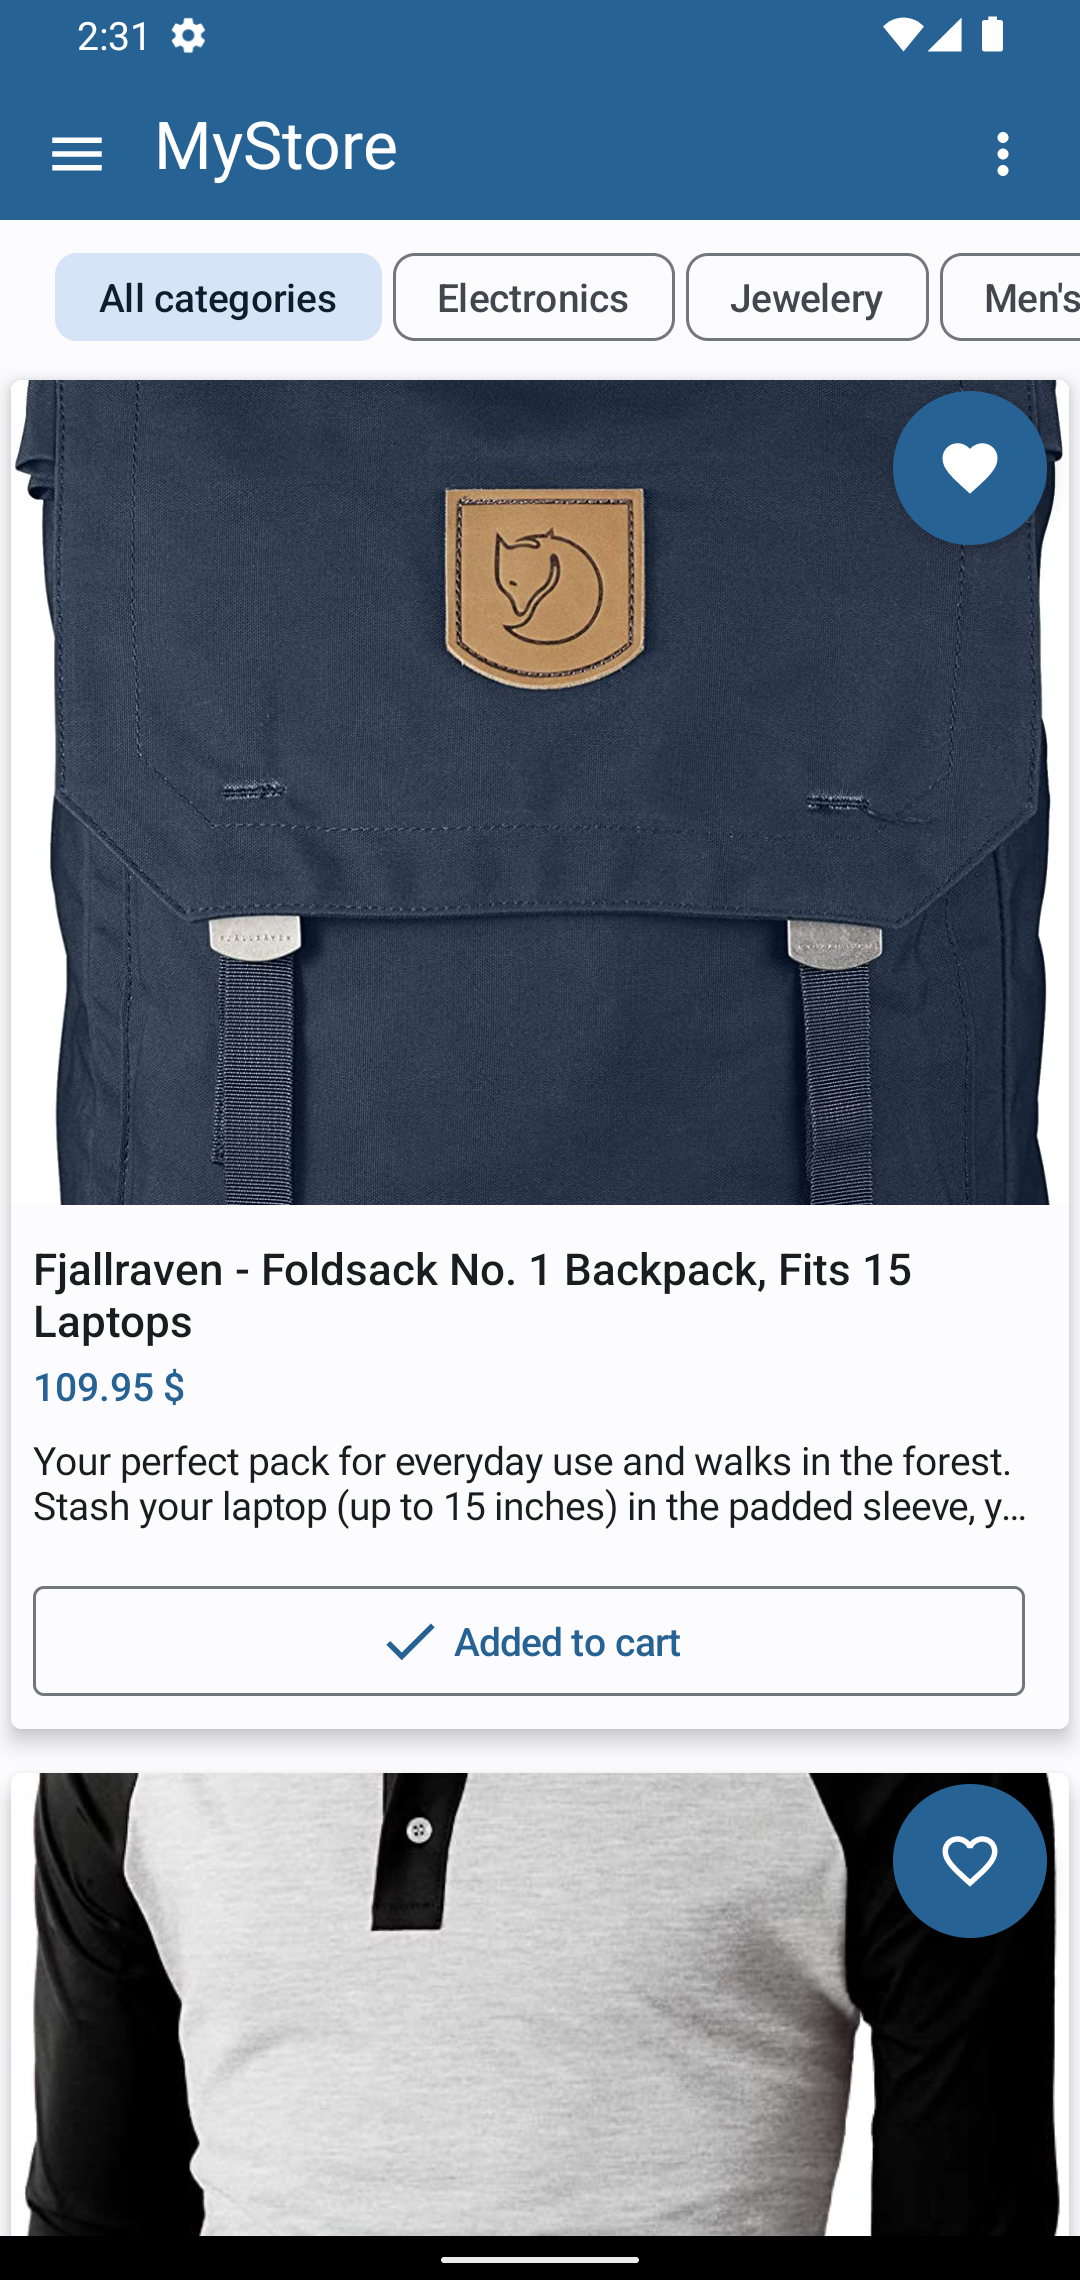 2:31
MyStore
All categories
Electronics
Jewelery
Men's
Fjallraven - Foldsack No. 1 Backpack, Fits 15
Laptops
109.95 $
Your perfect pack for everyday use and walks in the forest.
Stash your laptop (up to 15 inches) in the padded sleeve, y...
Added to cart